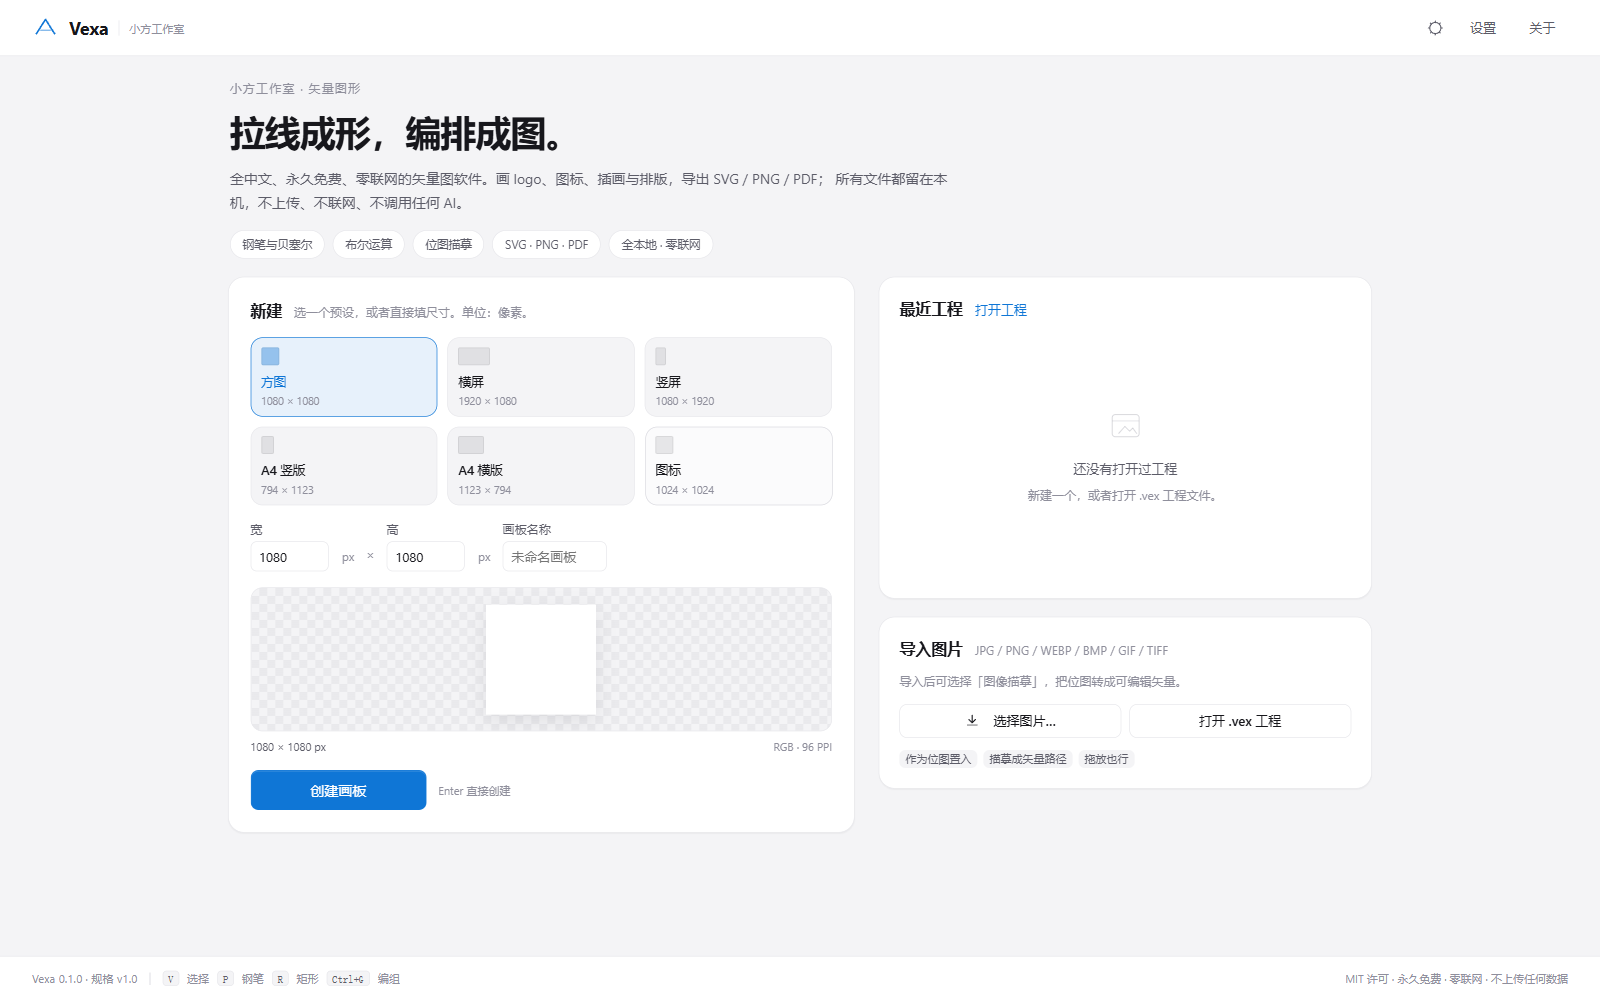 Vexa 小方工作室 设置 关于
小方工作室 · 矢量图形
拉线成形，编排成图。
全中文、永久免费、零联网的矢量图软件。画 logo、图标、插画与排版，导出 SVG / PNG / PDF； 所有文件都留在本
机，不上传、不联网、不调用任何 AI。
钢笔与贝塞尔 布尔运算 位图描摹 SVG · PNG · PDF 全本地 · 零联网
新建 选一个预设，或者直接填尺寸。单位：像素。
方图 横屏 竖屏
1080 × 1080 1920 × 1080 1080 × 1920
A4 竖版 A4 横版 图标
794 × 1123 1123 × 794 1024 × 1024
宽 高 画板名称
1080 px × 1080 px 未命名画板
1080 × 1080 px RGB · 96 PPI
创建画板 Enter 直接创建
最近工程 打开工程
还没有打开过工程
新建一个，或者打开 .vex 工程文件。
导入图片 JPG / PNG / WEBP / BMP / GIF / TIFF
导入后可选择「图像描摹」，把位图转成可编辑矢量。
选择图片... 打开 .vex 工程
作为位图置入 描摹成矢量路径 拖放也行
Vexa 0.1.0 · 规格 v1.0 V 选择 P 钢笔 R 矩形 Ctrl+G 编组 MIT 许可 · 永久免费 · 零联网 · 不上传任何数据